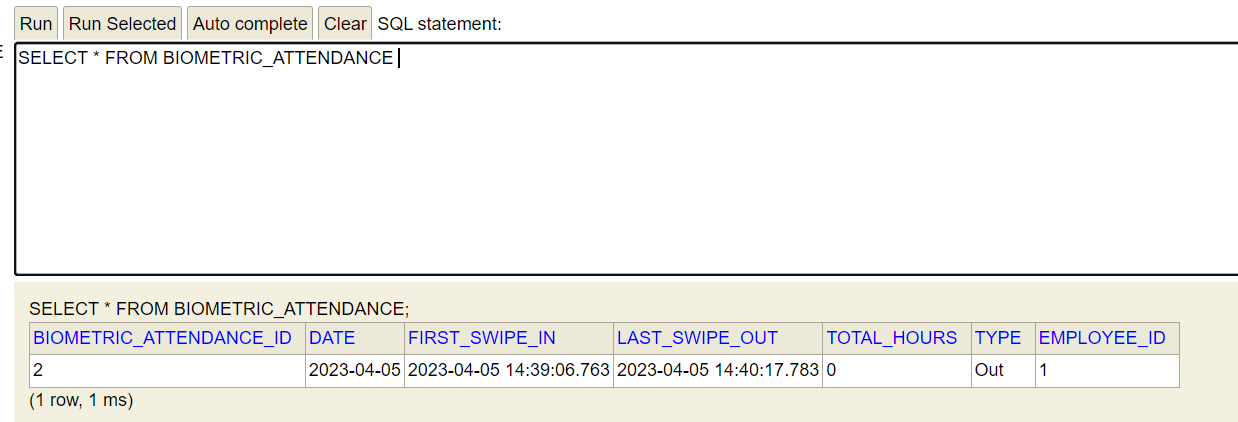 Run Run Selected Auto complete Clear SQL statement:
SELECT * FROM BIOMETRIC_ATTENDANCE
SELECT * FROM BIOMETRIC_ATTENDANCE;
BIOMETRIC_ATTENDANCE_ID DATE FIRST_SWIPE_IN LAST_SWIPE_OUT TOTAL_HOURS TYPE EMPLOYEE_ID
2 2023-04-05 2023-04-05 14:39:06.763 2023-04-05 14:40:17.783 0 Out 1
(1 row, 1 ms)